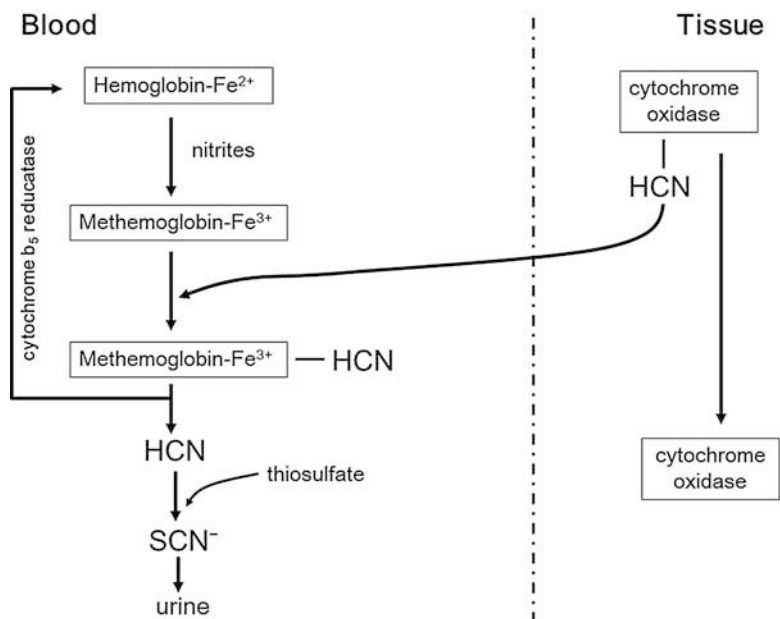 Blood
Tissue
Hemoglobin-Fe²⁺
nitrites
Methemoglobin-Fe³⁺
cytochrome b₅ reducatase
Methemoglobin-Fe³⁺
HCN
HCN
thiosulfate
SCN⁻
urine
cytochrome
oxidase
HCN
cytochrome
oxidase